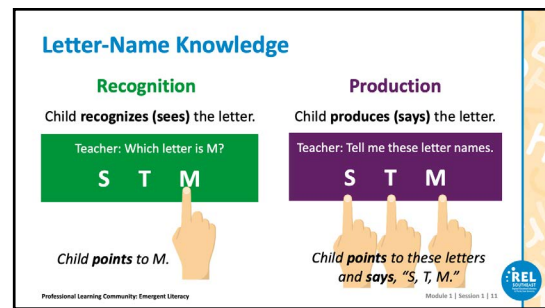 Letter-Name Knowledge
Recognition
Child recognizes (sees) the letter.
Teacher: Which letter is M?
S T M
Child points to M.
Production
Child produces (says) the letter.
Teacher: Tell me these letter names.
S T M
Child points to these letters
and says, “S, T, M.”
Professional Learning Community: Emergent Literacy
Module 1 | Session 1 | 11
REL
SOUTHEAST